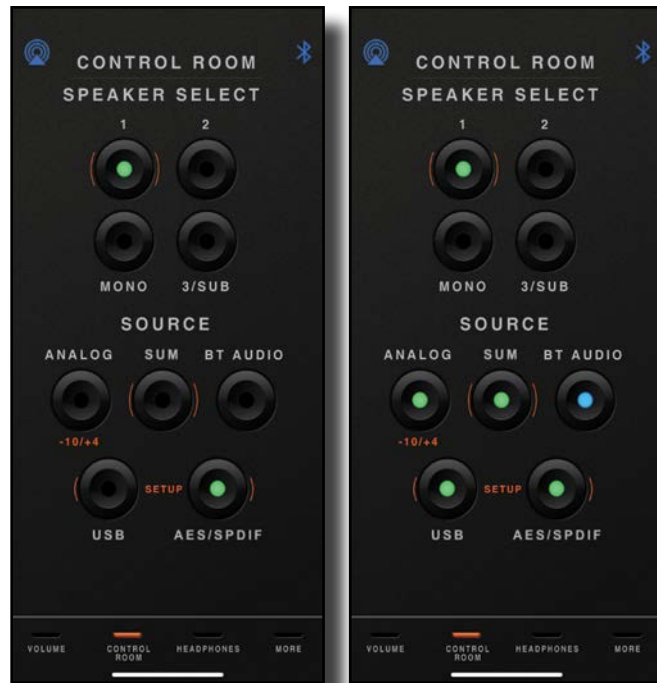 CONTROL ROOM
SPEAKER SELECT
1 2
MONO 3/SUB
SOURCE
ANALOG SUM BT AUDIO
-10/+4
SETUP
USB AES/SPDIF
VOLUME CONTROL ROOM HEADPHONES MORE
CONTROL ROOM
SPEAKER SELECT
1 2
MONO 3/SUB
SOURCE
ANALOG SUM BT AUDIO
-10/+4
SETUP
USB AES/SPDIF
VOLUME CONTROL ROOM HEADPHONES MORE